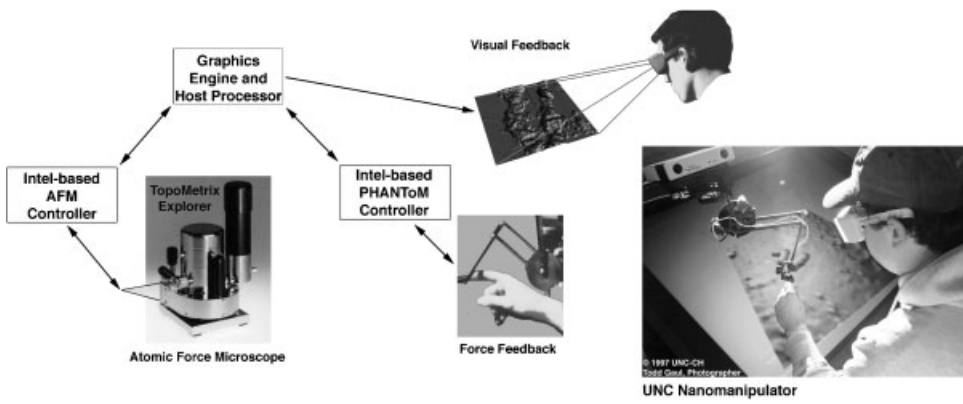 Visual Feedback
Graphics
Engine and
Host Processor
Intel-based
AFM
Controller
TopoMetrix
Explorer
Intel-based
PHANToM
Controller
Atomic Force Microscope
Force Feedback
© 1997 UNC-CH
Todd Gaul, Photographer
UNC Nanomanipulator